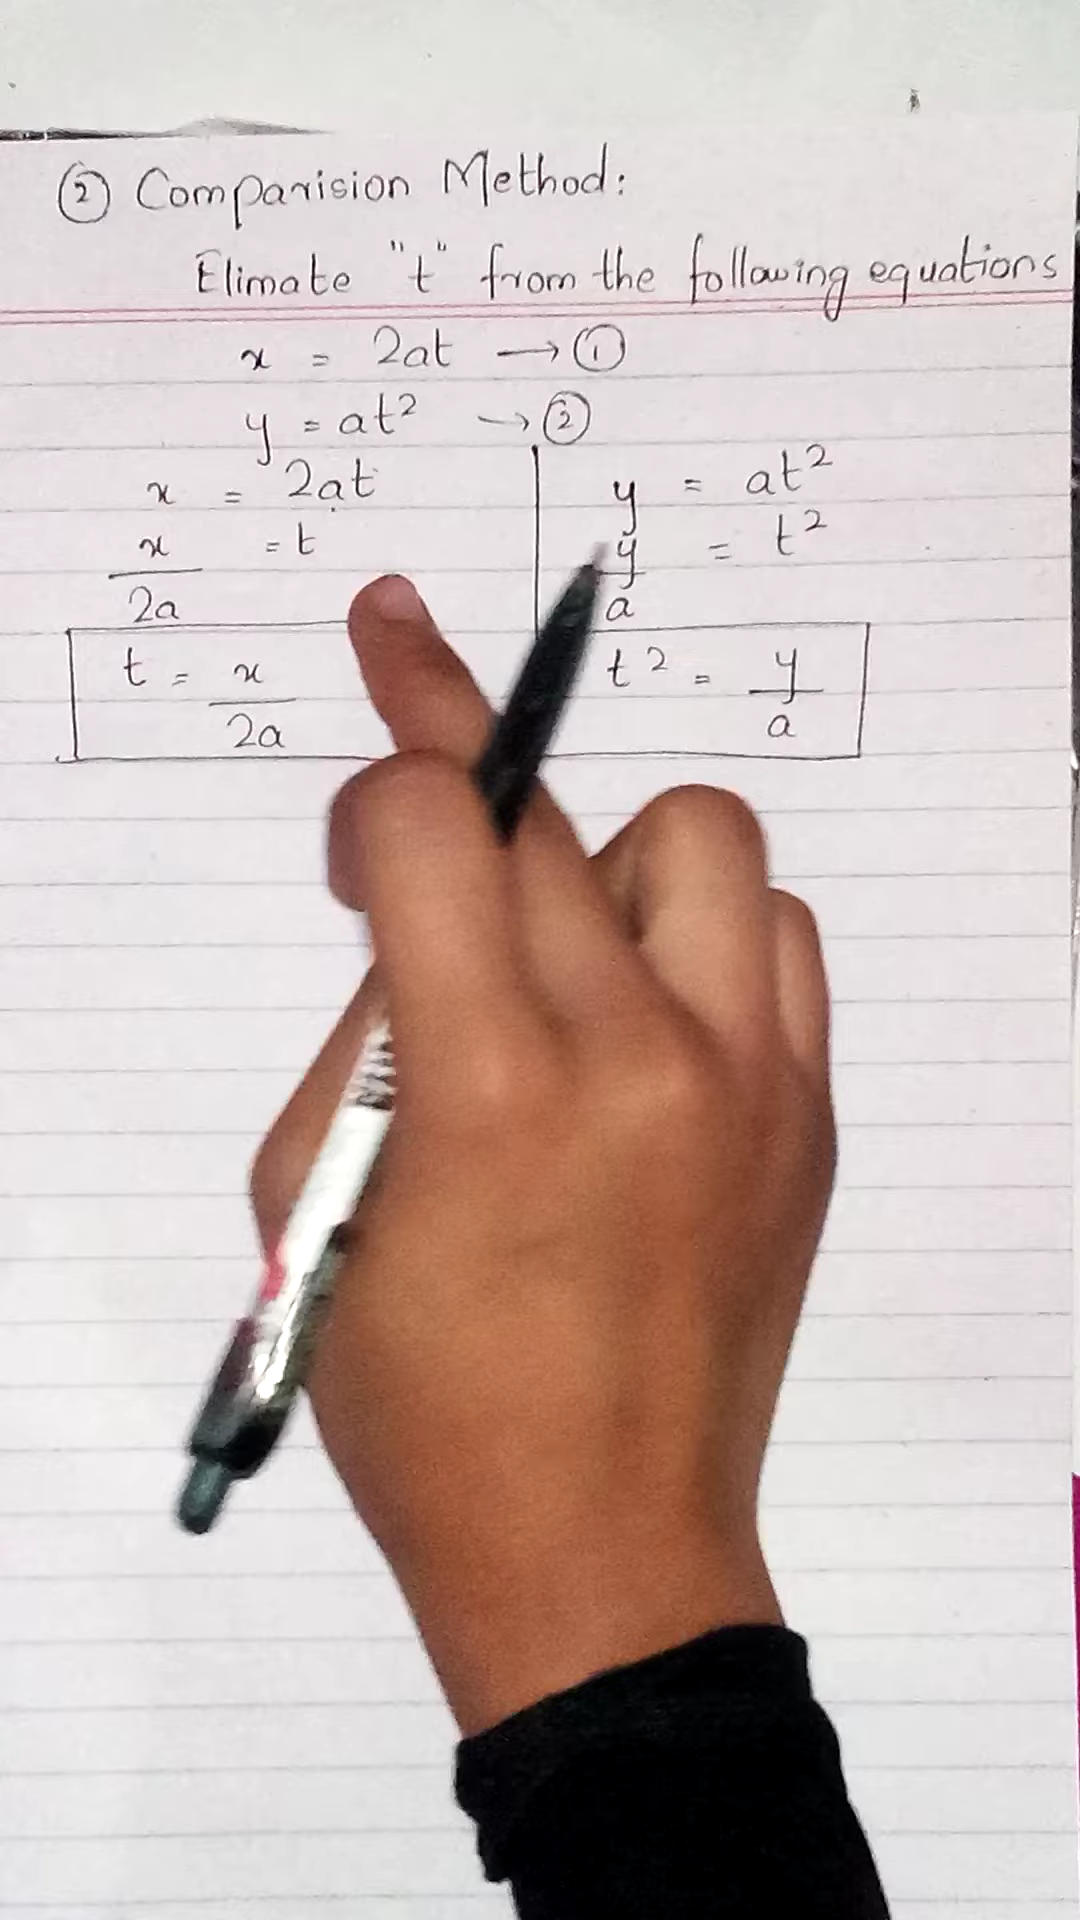 ② Comparision Method:
Elimate "t" from the following equations
x = 2at → ①
y = at² → ②
x = 2at
x/2a = t
t = x/2a
y = at²
y/a = t²
t² = y/a